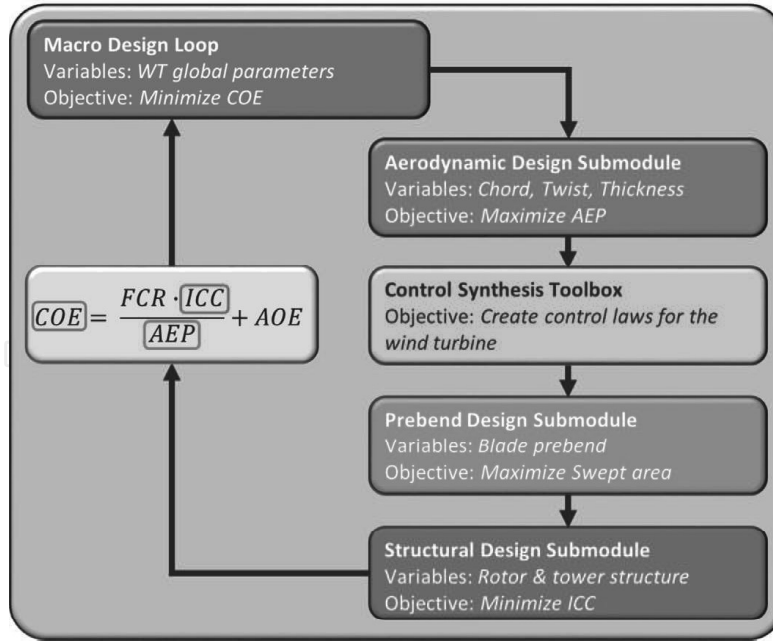 Macro Design Loop
Variables: WT global parameters
Objective: Minimize COE
Aerodynamic Design Submodule
Variables: Chord, Twist, Thickness
Objective: Maximize AEP
Control Synthesis Toolbox
Objective: Create control laws for the
wind turbine
Prebend Design Submodule
Variables: Blade prebend
Objective: Maximize Swept area
Structural Design Submodule
Variables: Rotor & tower structure
Objective: Minimize ICC
COE = FCR · ICC / AEP + AOE